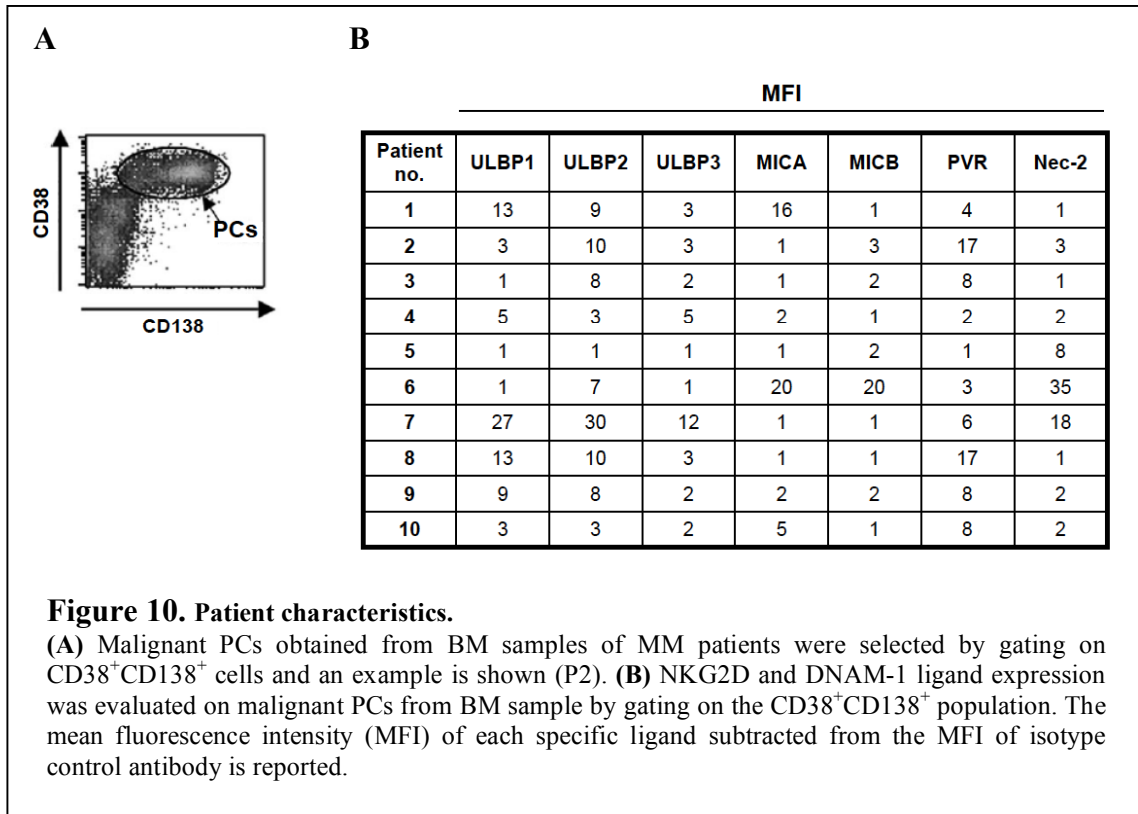 A
B
CD38
PCs
CD138
MFI
Patient no. ULBP1 ULBP2 ULBP3 MICA MICB PVR Nec-2
1 13 9 3 16 1 4 1
2 3 10 3 1 3 17 3
3 1 8 2 1 2 8 1
4 5 3 5 2 1 2 2
5 1 1 1 1 2 1 8
6 1 7 1 20 20 3 35
7 27 30 12 1 1 6 18
8 13 10 3 1 1 17 1
9 9 8 2 2 2 8 2
10 3 3 2 5 1 8 2
Figure 10. Patient characteristics.
(A) Malignant PCs obtained from BM samples of MM patients were selected by gating on
CD38⁺CD138⁺ cells and an example is shown (P2). (B) NKG2D and DNAM-1 ligand expression
was evaluated on malignant PCs from BM sample by gating on the CD38⁺CD138⁺ population. The
mean fluorescence intensity (MFI) of each specific ligand subtracted from the MFI of isotype
control antibody is reported.